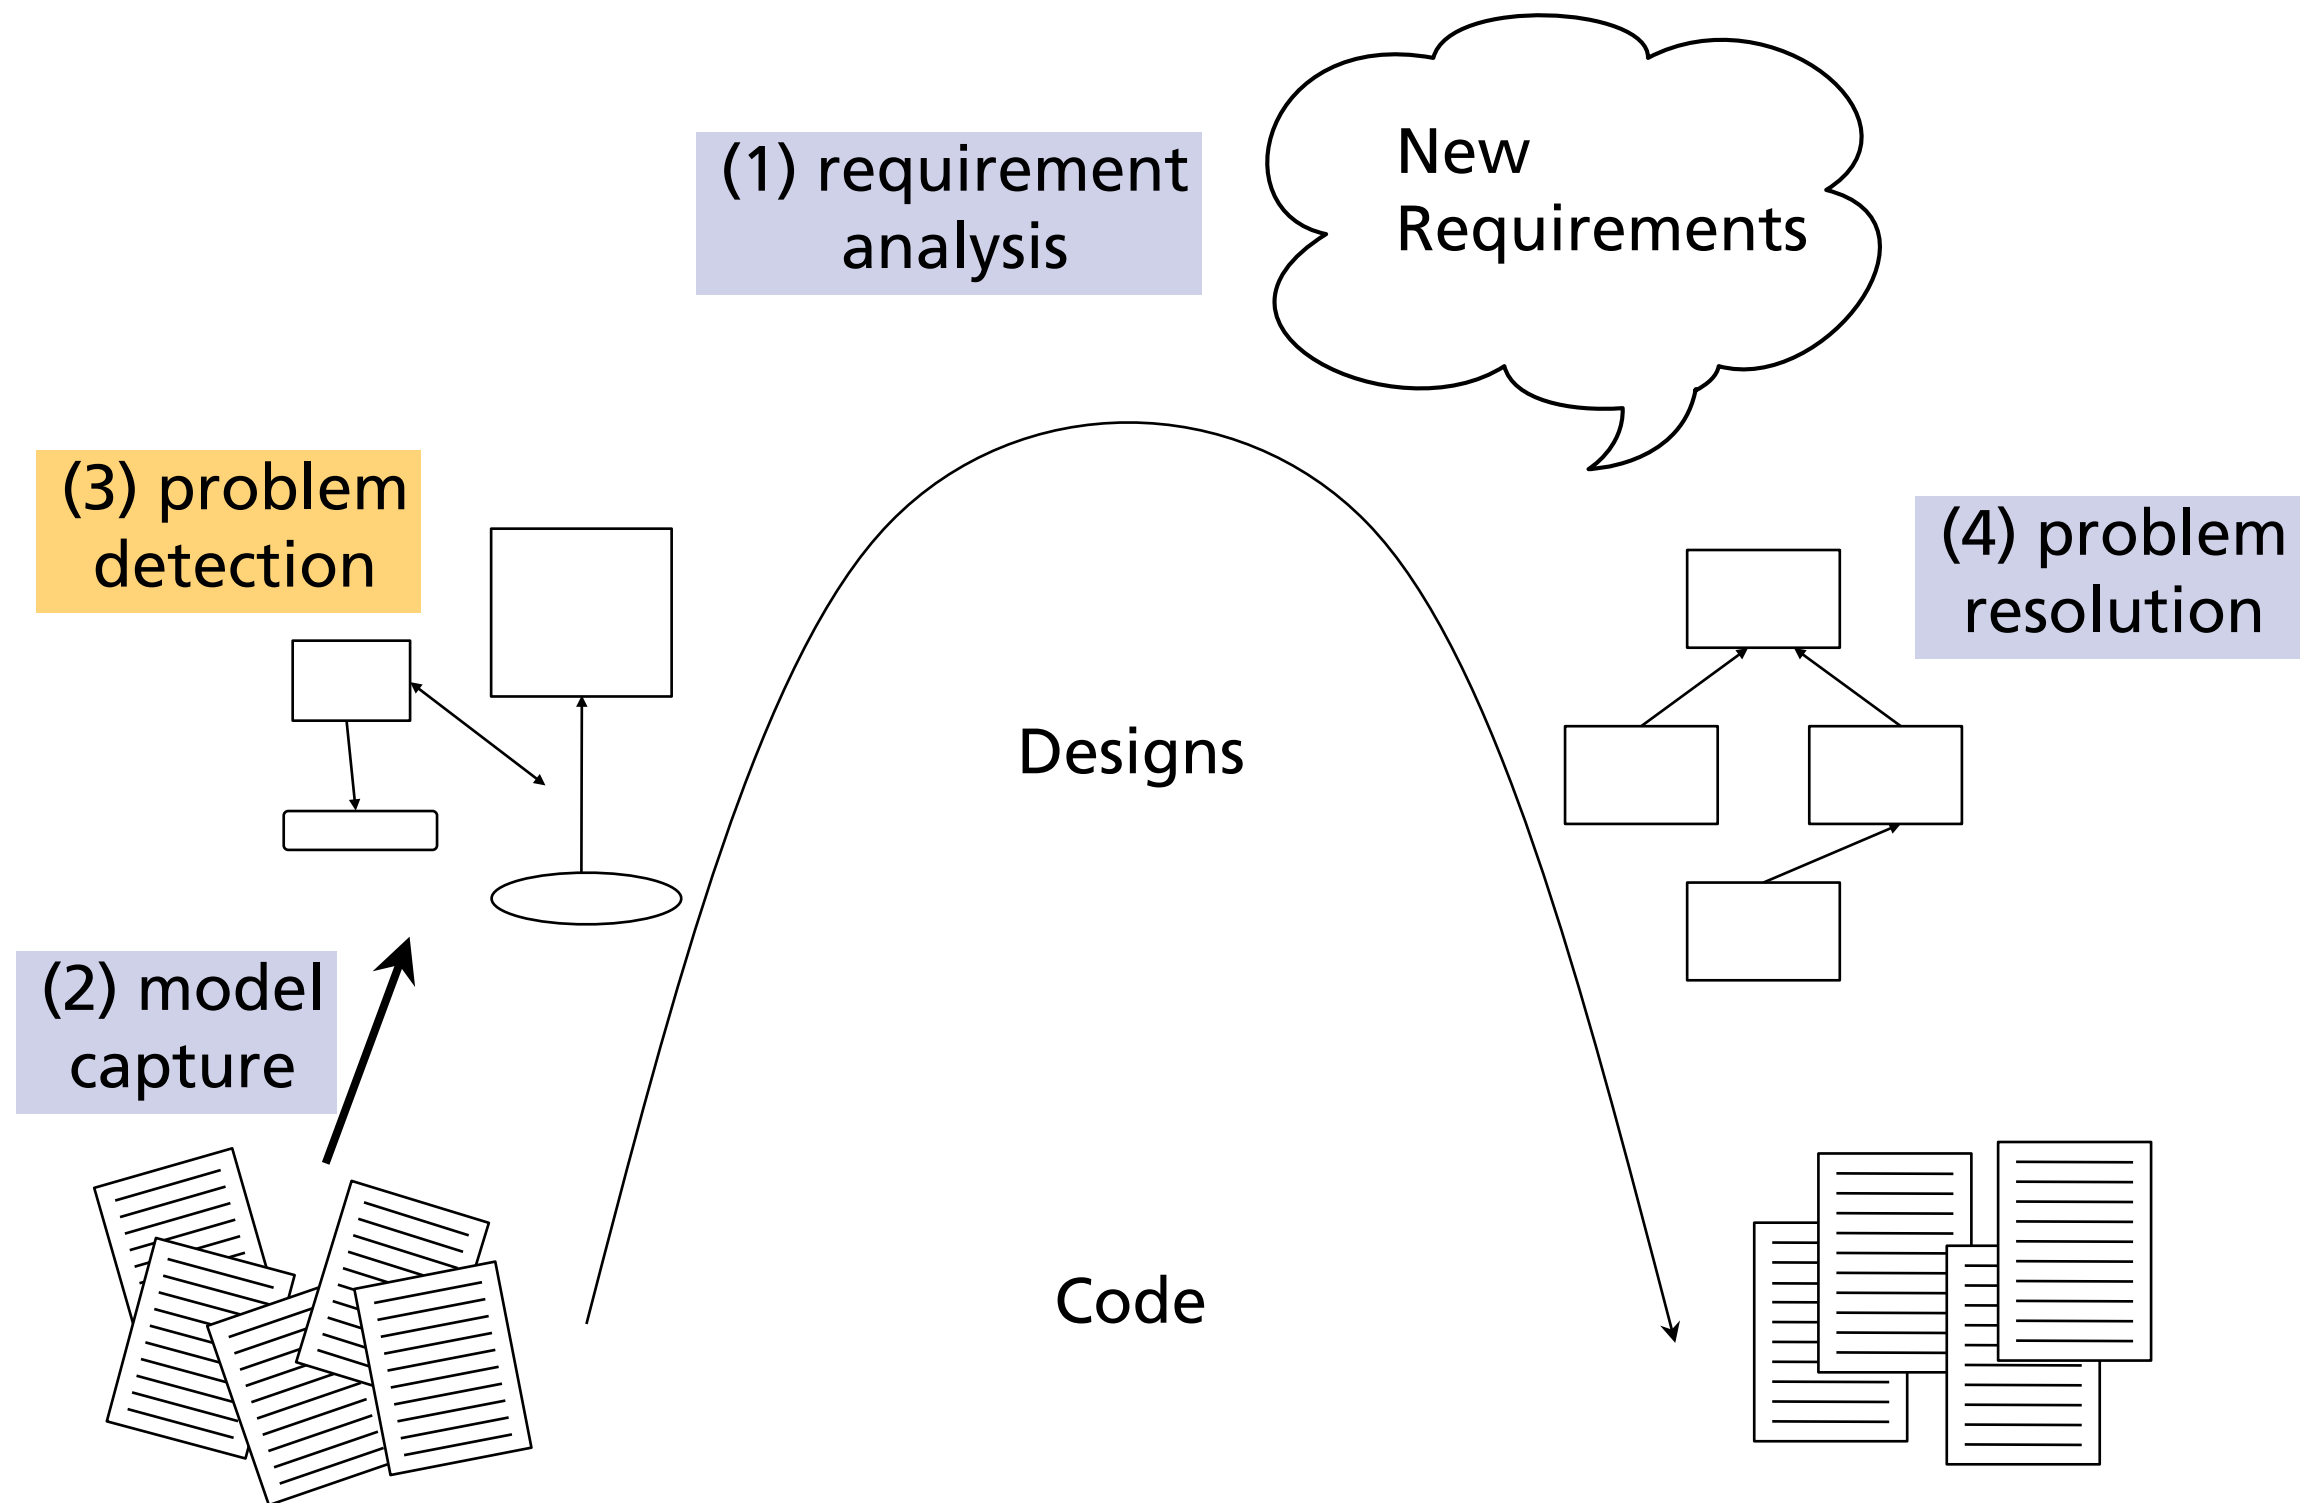 (1) requirement
analysis
New
Requirements
(3) problem
detection
(4) problem
resolution
Designs
(2) model
capture
Code